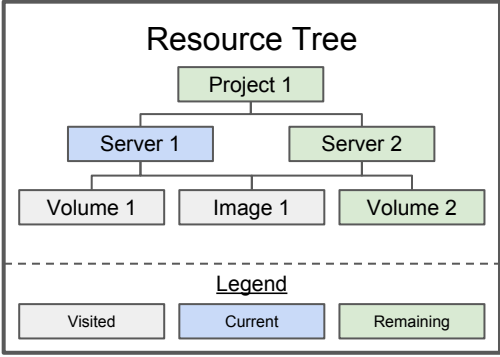 Resource Tree
Project 1
Server 1 Server 2
Volume 1 Image 1 Volume 2
Legend
Visited Current Remaining